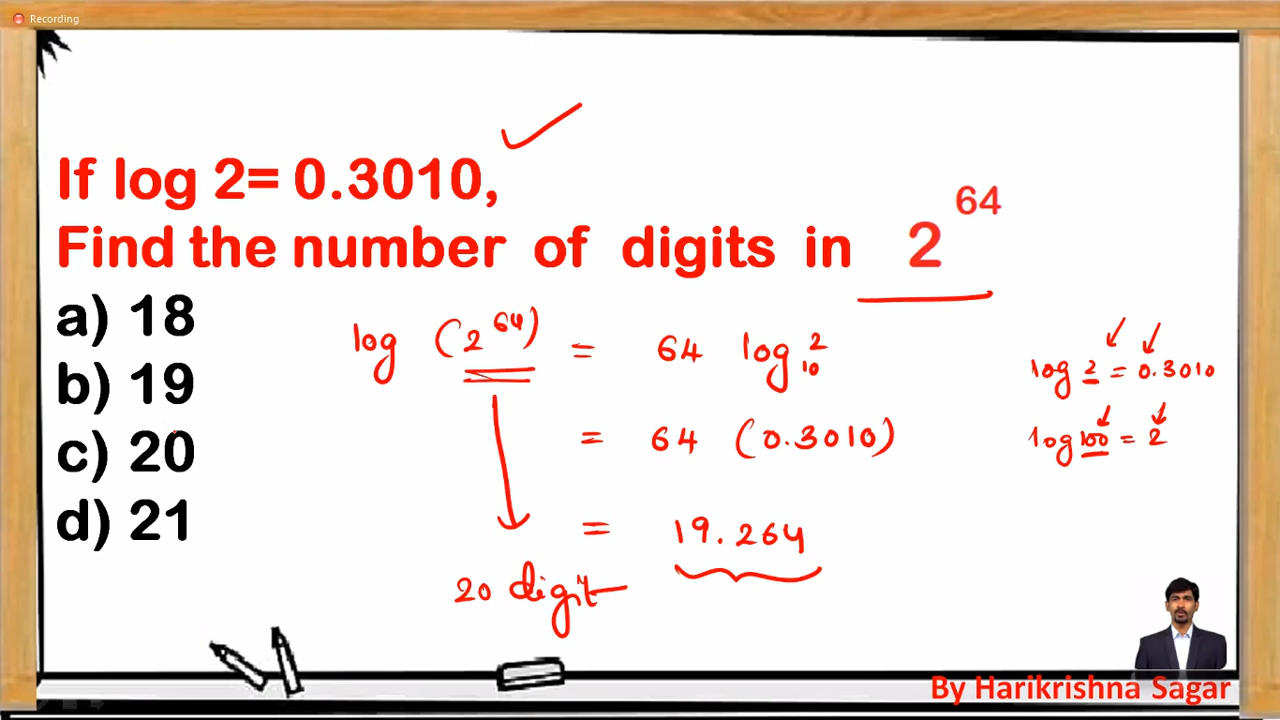 Recording
If log 2= 0.3010,
Find the number of digits in 2^64
a) 18
b) 19
c) 20
d) 21
log (2^64) = 64 log₁₀ 2
= 64 (0.3010)
= 19.264
20 digit
log 2 = 0.3010
log 100 = 2
By Harikrishna Sagar